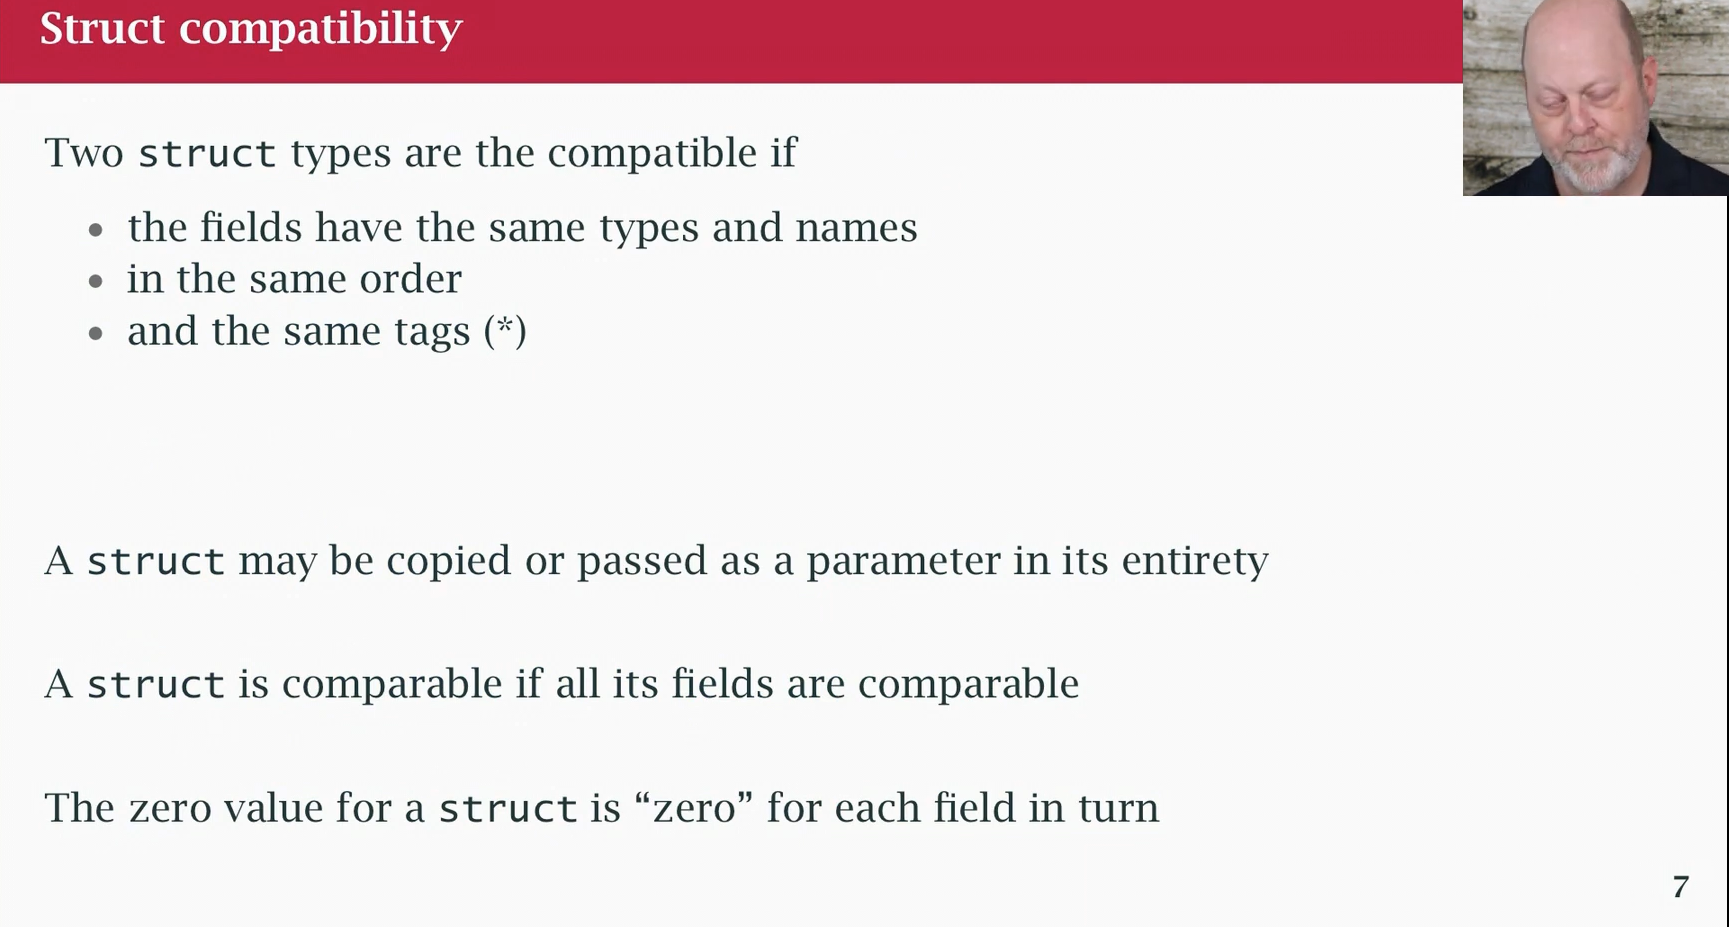 Struct compatibility
Two struct types are the compatible if
• the fields have the same types and names
• in the same order
• and the same tags (*)
A struct may be copied or passed as a parameter in its entirety
A struct is comparable if all its fields are comparable
The zero value for a struct is “zero” for each field in turn
7